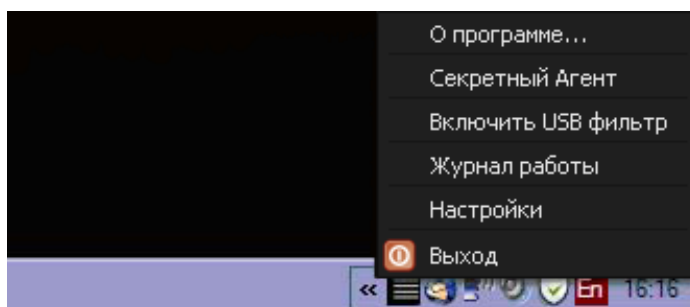 О программе...
Секретный Агент
Включить USB фильтр
Журнал работы
Настройки
Выход
« En 16:16